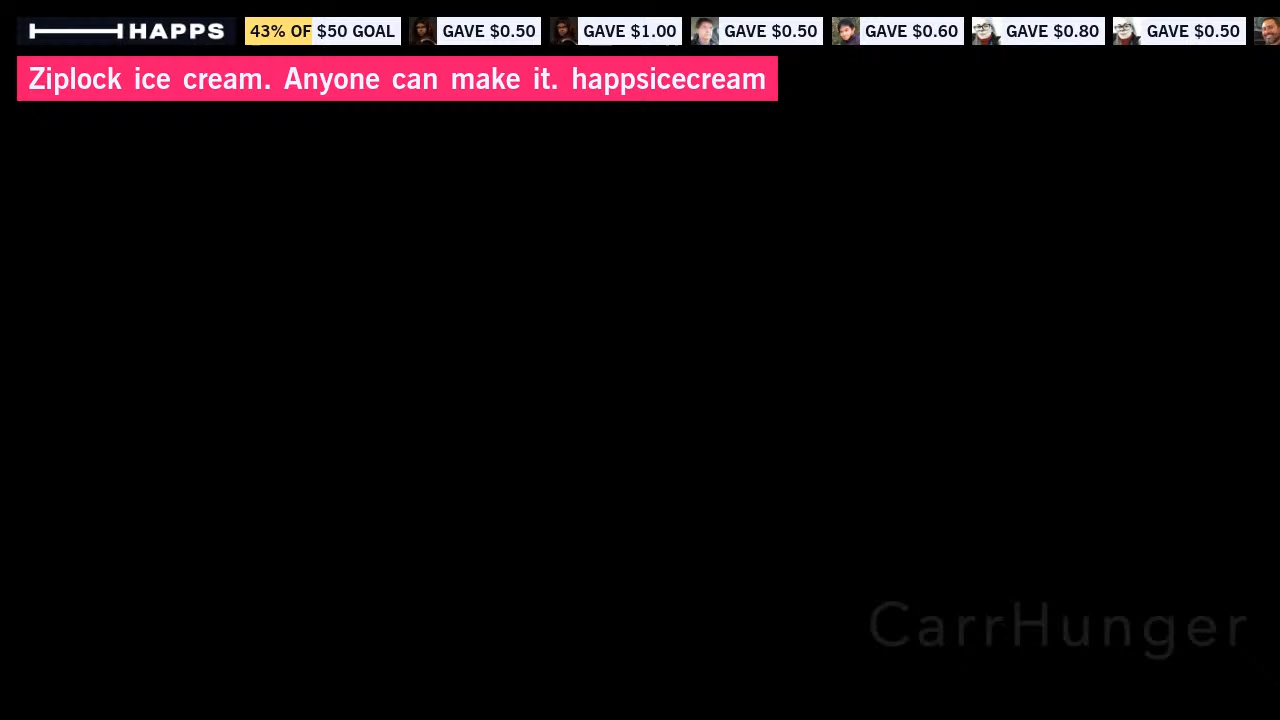 HAPPS 43% OF $50 GOAL GAVE $0.50 GAVE $1.00 GAVE $0.50 GAVE $0.60 GAVE $0.80 GAVE $0.50
Ziplock ice cream. Anyone can make it. happsicecream
CarrHunger